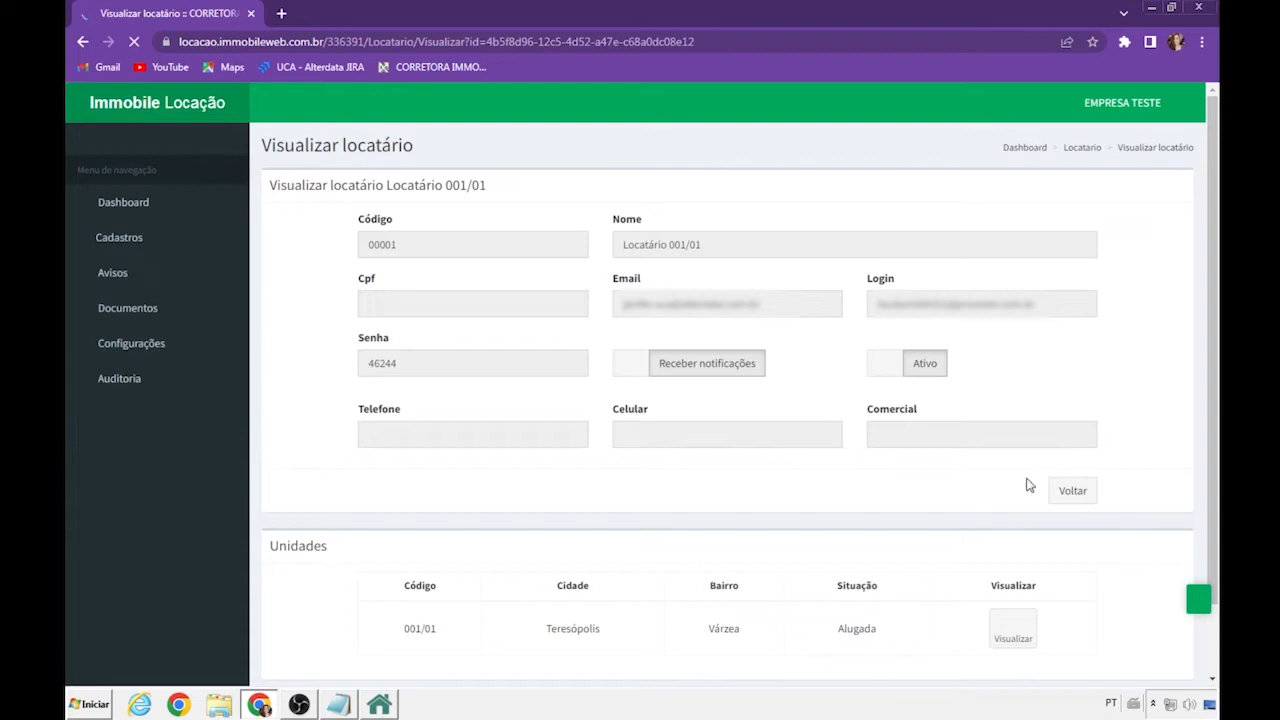 Visualizar locatário :: CORRETORA
locacao.immobileweb.com.br/336391/Locatario/Visualizar?id=4b5f8d96-12c5-4d52-a47e-c68a0dc08e12
Gmail YouTube Maps UCA - Alterdata JIRA CORRETORA IMMO...
Immobile Locação
EMPRESA TESTE
Visualizar locatário
Dashboard > Locatario > Visualizar locatário
Menu de navegação
Dashboard
Cadastros
Avisos
Documentos
Configurações
Auditoria
Visualizar locatário Locatário 001/01
Código Nome
00001 Locatário 001/01
Cpf Email Login
Senha
46244 Receber notificações Ativo
Telefone Celular Comercial
Voltar
Unidades
Código Cidade Bairro Situação Visualizar
001/01 Teresópolis Várzea Alugada Visualizar
Iniciar PT